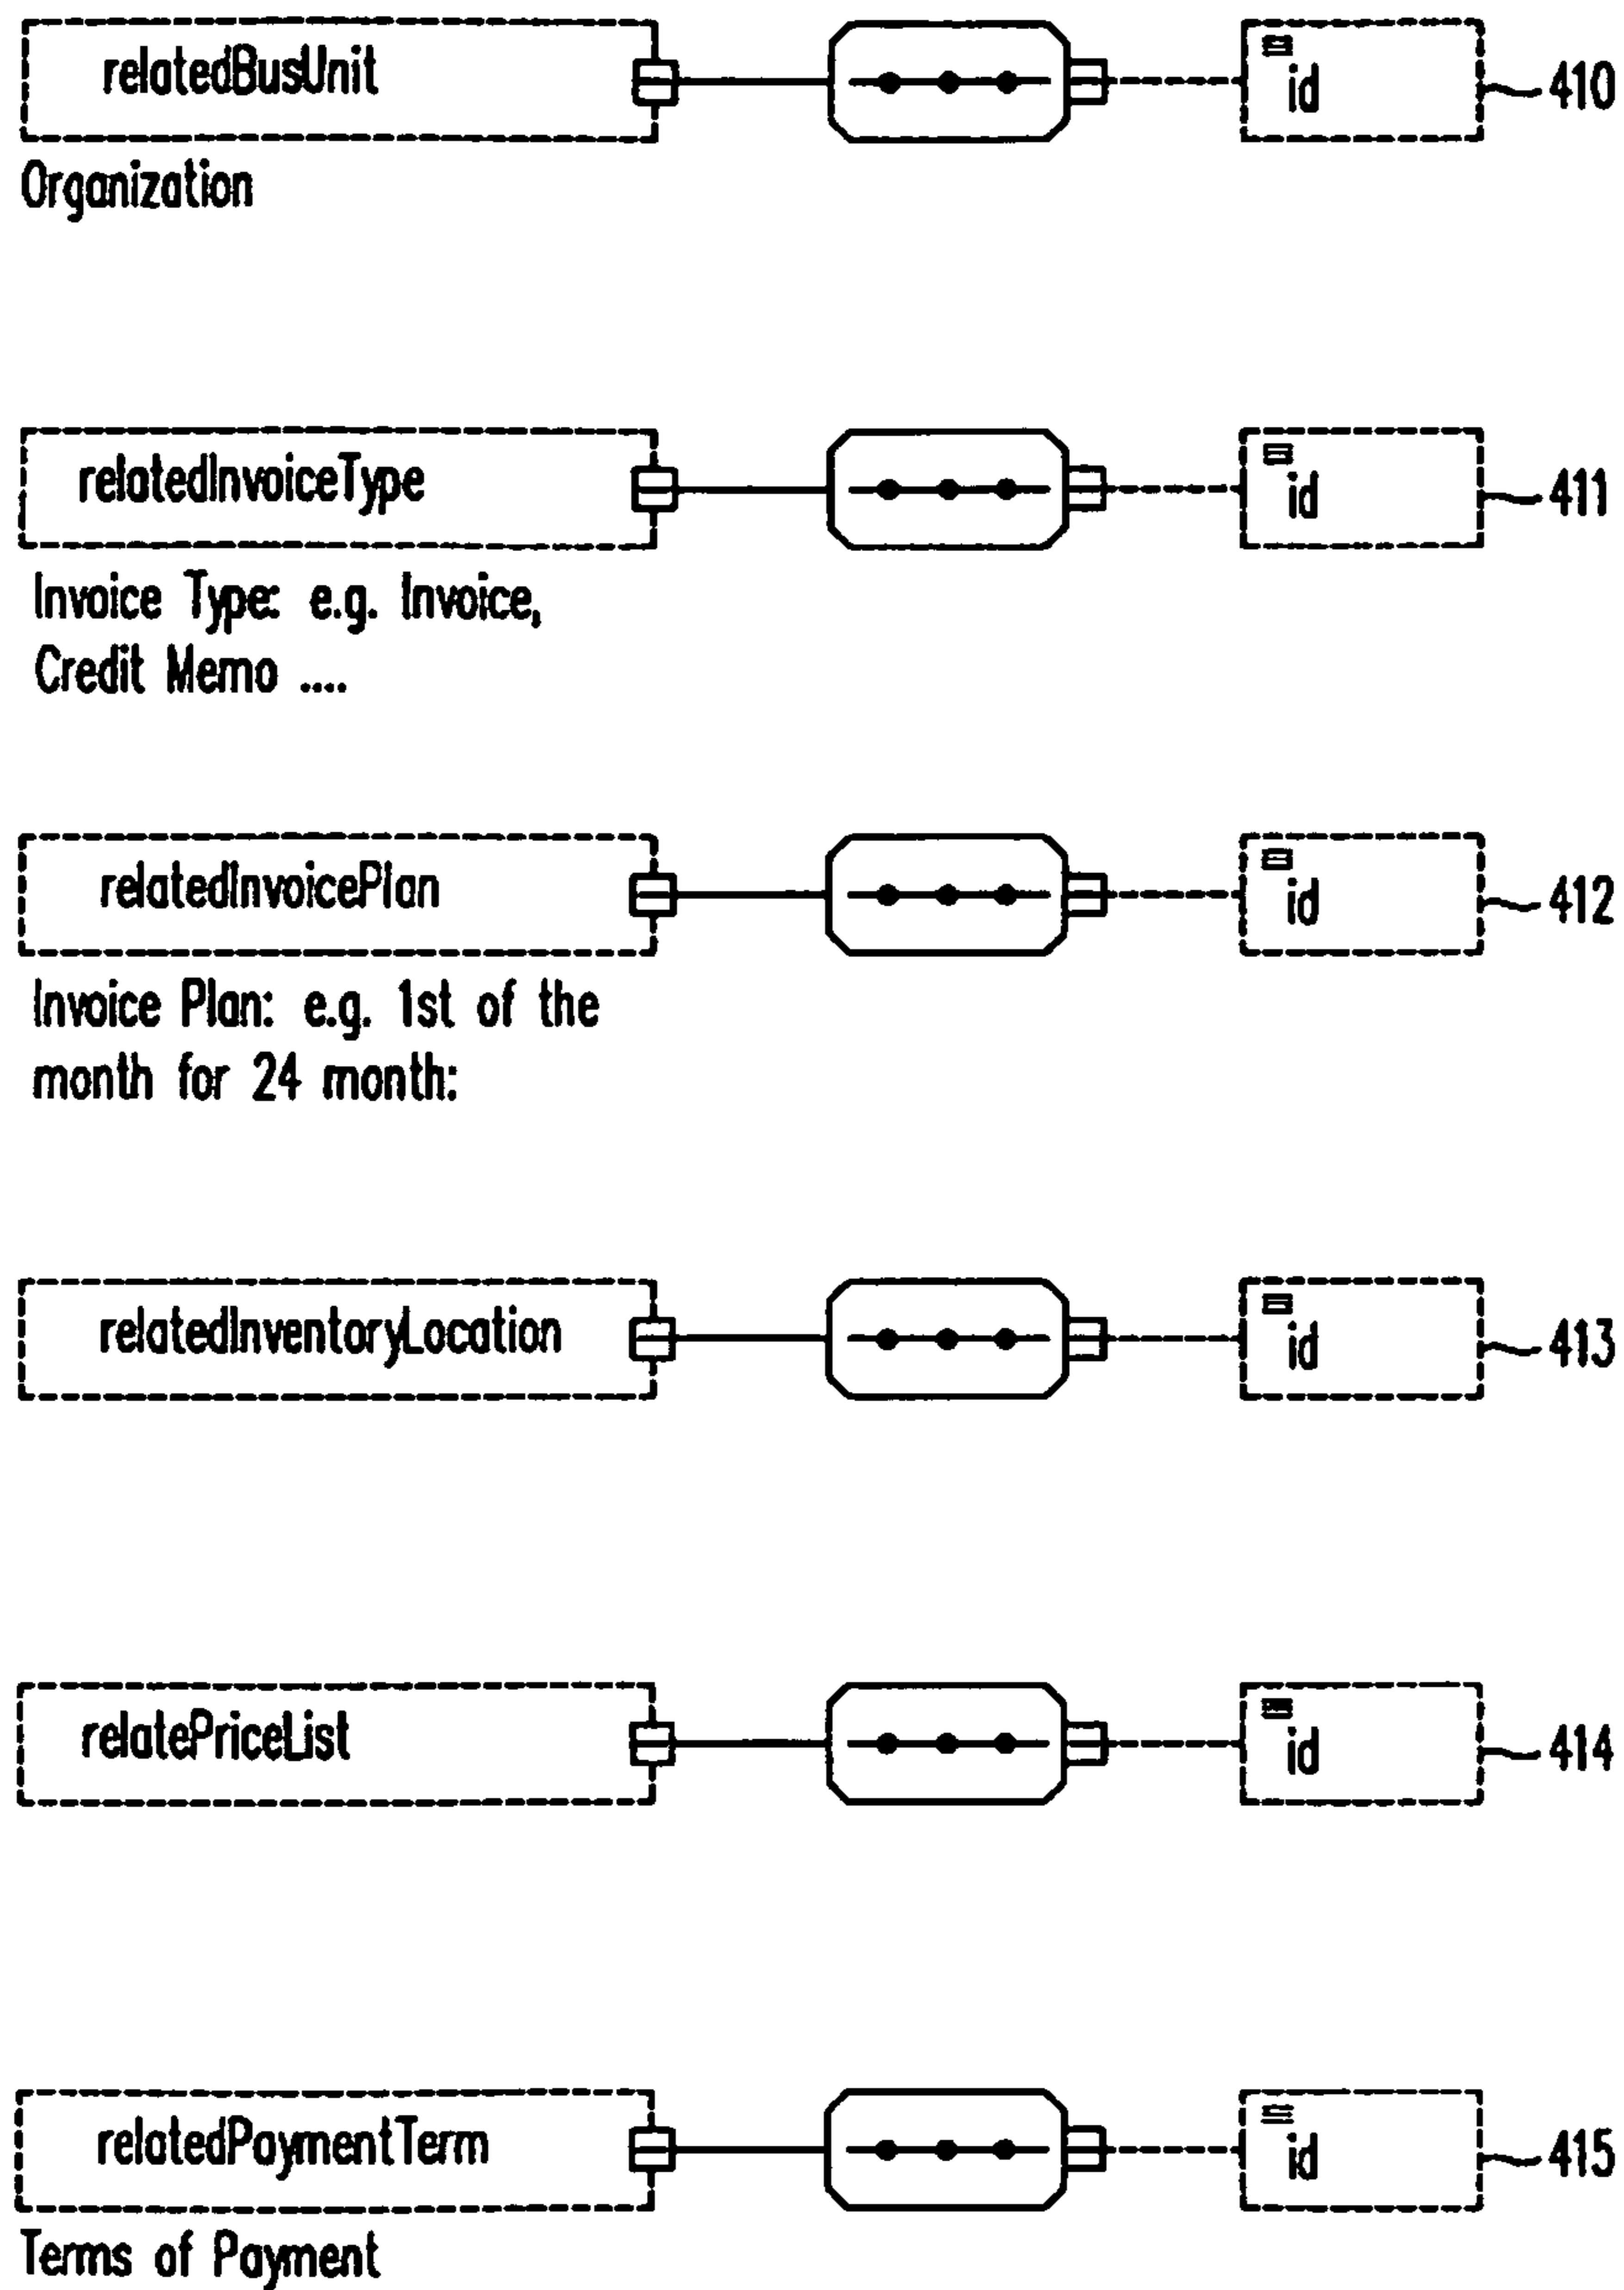 relatedBusUnit
id
410
Organization
relatedInvoiceType
id
411
Invoice Type: e.g. Invoice,
Credit Memo ....
relatedInvoicePlan
id
412
Invoice Plan: e.g. 1st of the
month for 24 month:
relatedInventoryLocation
id
413
relatePriceList
id
414
relatedPaymentTerm
id
415
Terms of Payment